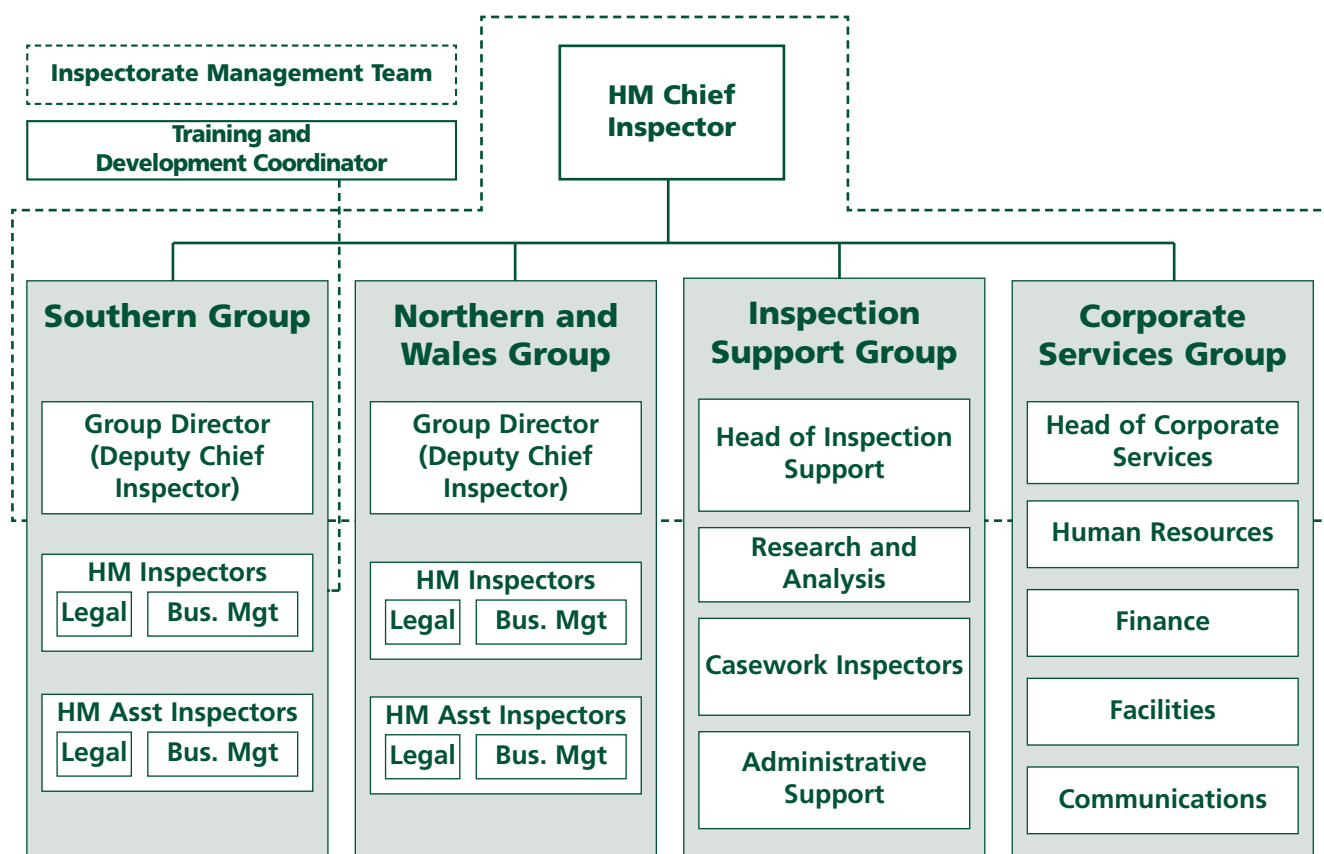 Inspectorate Management Team
Training and
Development Coordinator
HM Chief
Inspector
Southern Group
Group Director
(Deputy Chief
Inspector)
HM Inspectors
Legal
Bus. Mgt
HM Asst Inspectors
Legal
Bus. Mgt
Northern and
Wales Group
Group Director
(Deputy Chief
Inspector)
HM Inspectors
Legal
Bus. Mgt
HM Asst Inspectors
Legal
Bus. Mgt
Inspection
Support Group
Head of Inspection
Support
Research and
Analysis
Casework Inspectors
Administrative
Support
Corporate
Services Group
Head of Corporate
Services
Human Resources
Finance
Facilities
Communications